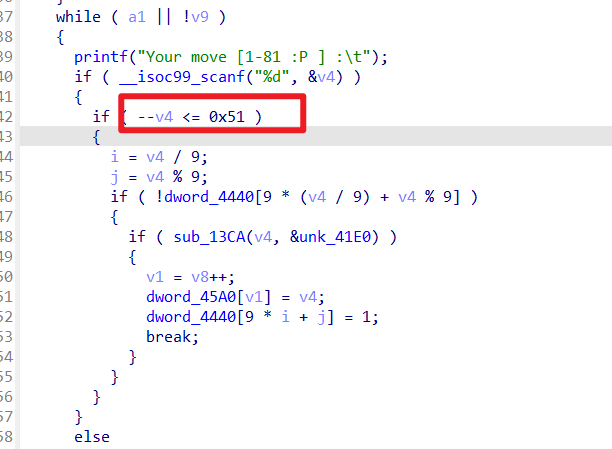 37 while ( a1 || !v9 )
38 {
39 printf("Your move [1-81 :P ] :\t");
40 if ( __isoc99_scanf("%d", &v4) )
41 {
42 if ( --v4 <= 0x51 )
43 {
44 i = v4 / 9;
45 j = v4 % 9;
46 if ( !dword_4440[9 * (v4 / 9) + v4 % 9] )
47 {
48 if ( sub_13CA(v4, &unk_41E0) )
49 {
50 v1 = v8++;
51 dword_45A0[v1] = v4;
52 dword_4440[9 * i + j] = 1;
53 break;
54 }
55 }
56 }
57 }
58 else